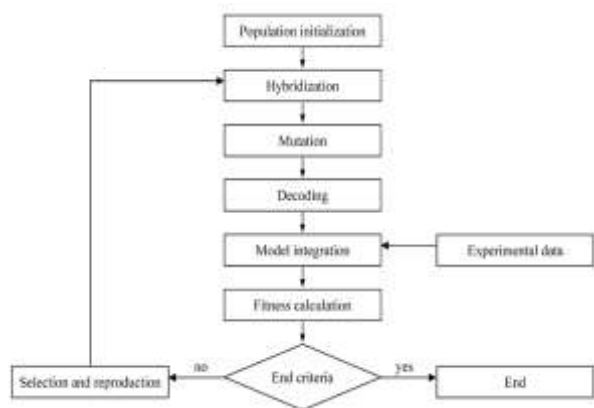 Population initialization
Hybridization
Mutation
Decoding
Model integration
Experimental data
Fitness calculation
no
yes
Selection and reproduction
End criteria
End